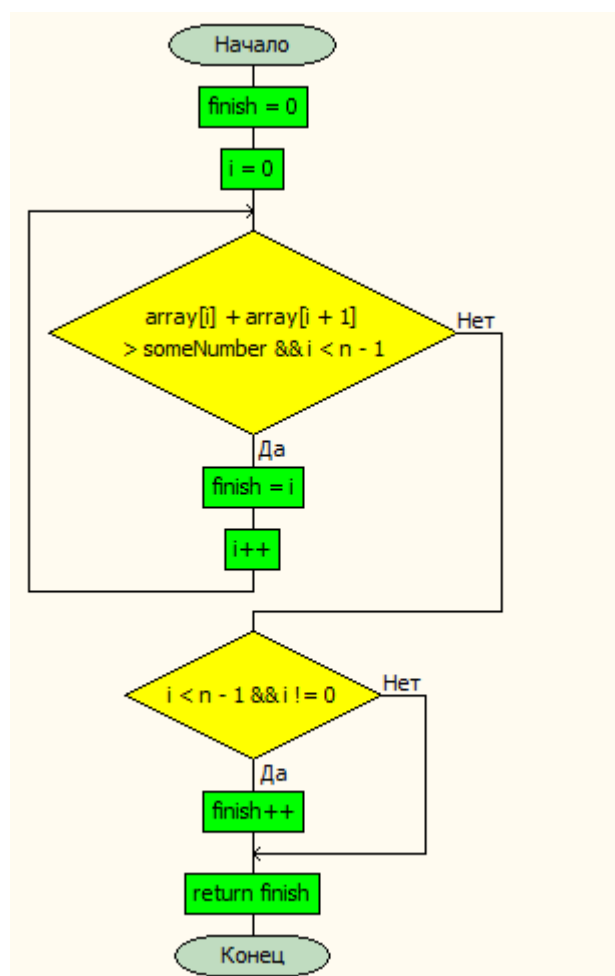 Начало
finish = 0
i = 0
array[i] + array[i + 1]
> someNumber && i < n - 1
Нет
Да
finish = i
i++
i < n - 1 && i != 0
Нет
Да
finish++
return finish
Конец